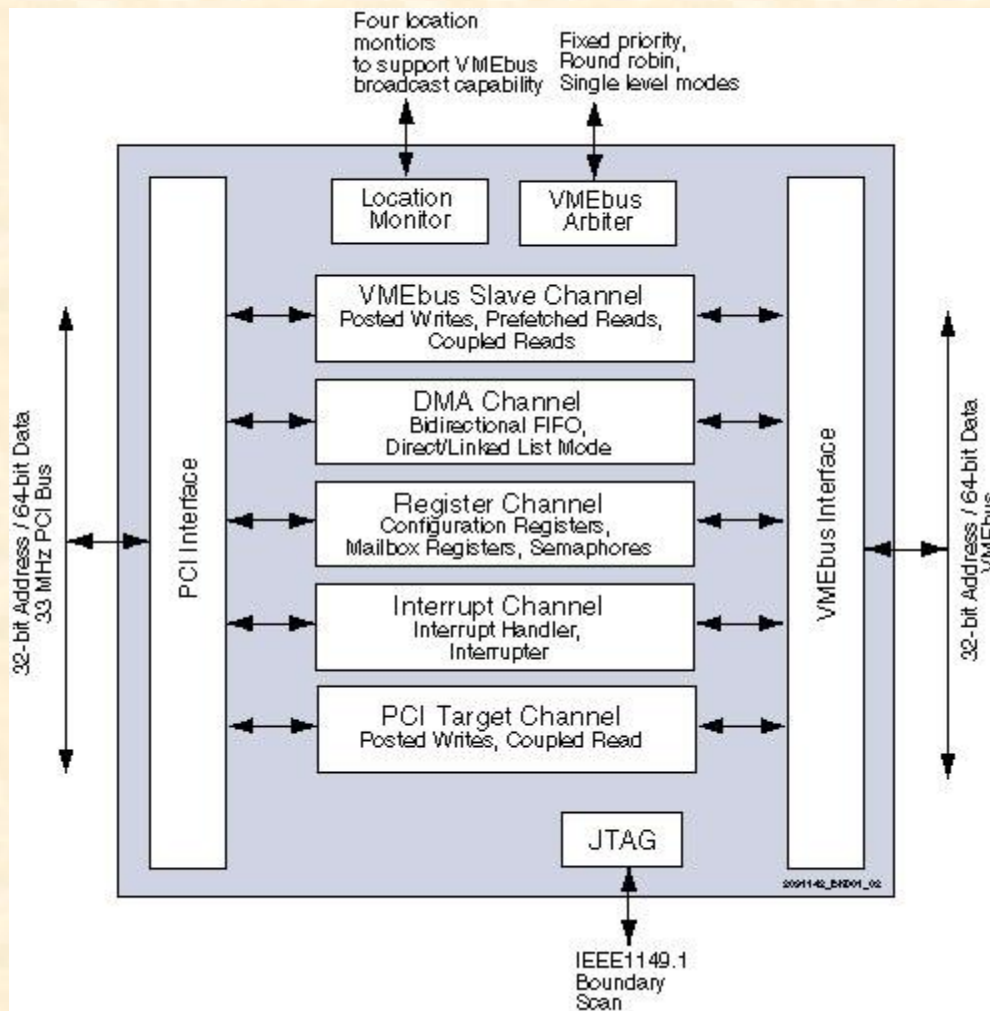 Four location
montiors
to support VMEbus
broadcast capability
Fixed priority,
Round robin,
Single level modes
Location
Monitor
VMEbus
Arbiter
VMEbus Slave Channel
Posted Writes, Prefetched Reads,
Coupled Reads
DMA Channel
Bidirectional FIFO,
Direct/Linked List Mode
Register Channel
Configuration Registers,
Mailbox Registers, Semaphores
Interrupt Channel
Interrupt Handler,
Interrupter
PCI Target Channel
Posted Writes, Coupled Read
32-bit Address / 64-bit Data
33 MHz PCI Bus
PCI Interface
VMEbus Interface
32-bit Address / 64-bit Data
VMEbus
JTAG
IEEE1149.1
Boundary
Scan